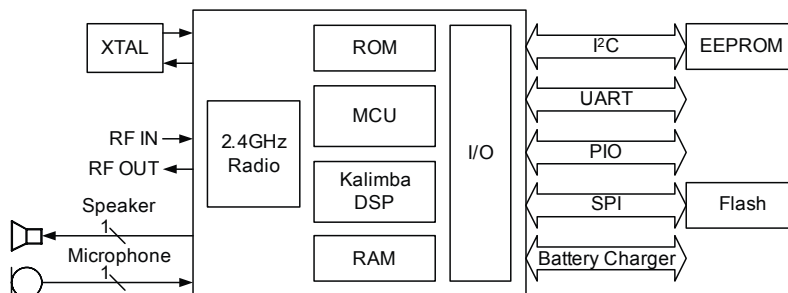 XTAL
RF IN
RF OUT
Speaker
1
Microphone
1
2.4GHz
Radio
ROM
MCU
Kalimba
DSP
RAM
I/O
I²C
UART
PIO
SPI
Battery Charger
EEPROM
Flash